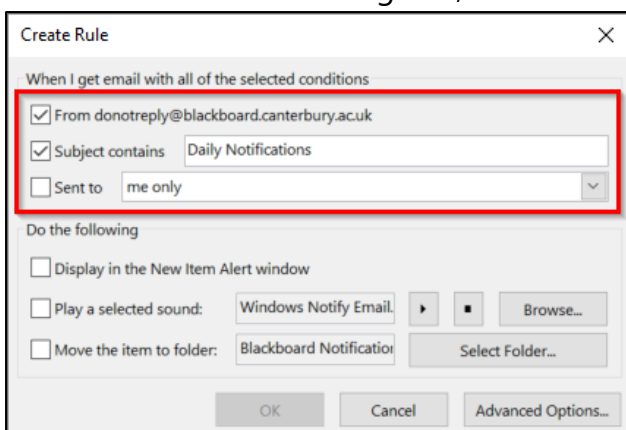 Create Rule
When I get email with all of the selected conditions
From donotreply@blackboard.canterbury.ac.uk
Subject contains Daily Notifications
Sent to me only
Do the following
Display in the New Item Alert window
Play a selected sound: Windows Notify Email. Browse...
Move the item to folder: Blackboard Notification Select Folder...
OK Cancel Advanced Options...